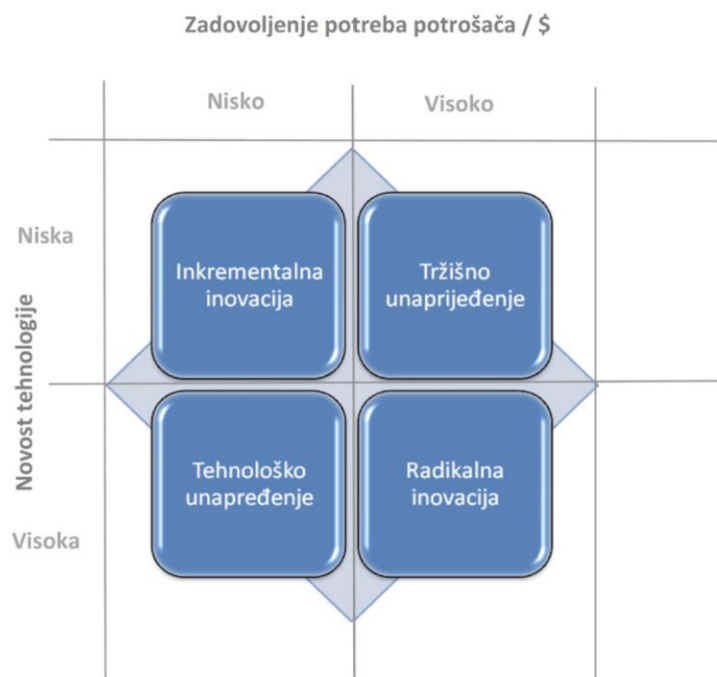 Zadovoljenje potreba potrošača / $
Nisko
Visoko
Niska
Novost tehnologije
Visoka
Inkrementalna
inovacija
Tržišno
unaprijeđenje
Tehnološko
unapređenje
Radikalna
inovacija